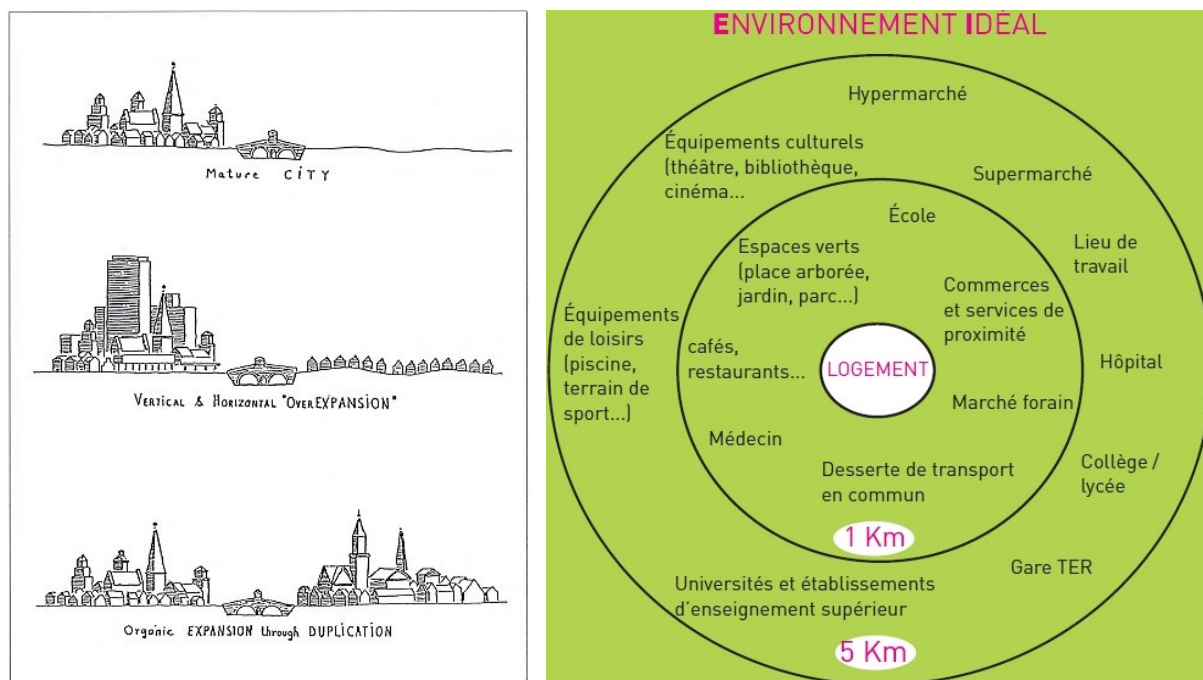 Mature CiTY
VERTICAL & HORIZONTAL "OVEREXPANSION"
Organic EXPANSION through DUPLICATION
ENVIRONNEMENT IDÉAL
Hypermarché
Équipements culturels
(théâtre, bibliothèque,
cinéma...
Supermarché
École
Lieu de
travail
Espaces verts
(place arborée,
jardin, parc...)
Commerces
et services de
proximité
Équipements
de loisirs
(piscine,
terrain de
sport...)
cafés,
restaurants...
LOGEMENT
Hôpital
Marché forain
Médecin
Desserte de transport
en commun
Collège /
lycée
1 Km
Gare TER
Universités et établissements
d'enseignement supérieur
5 Km